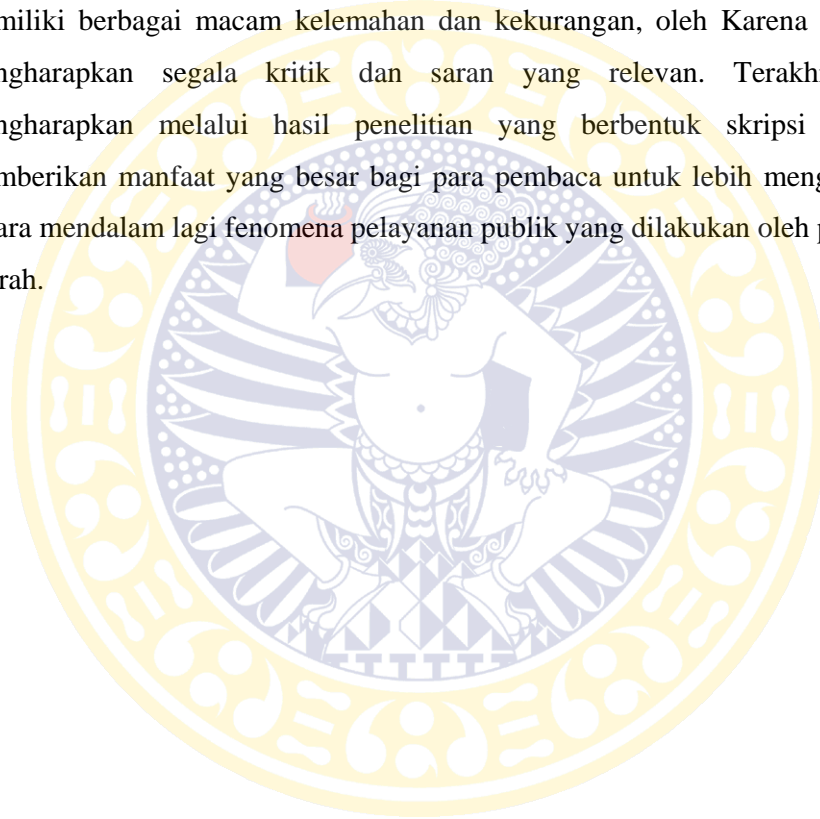 miliki berbagai macam kelemahan dan kekurangan, oleh Karena
ngharapkan segala kritik dan saran yang relevan. Terakhi
ngharapkan melalui hasil penelitian yang berbentuk skripsi
mberikan manfaat yang besar bagi para pembaca untuk lebih meng
ara mendalam lagi fenomena pelayanan publik yang dilakukan oleh p
rah.